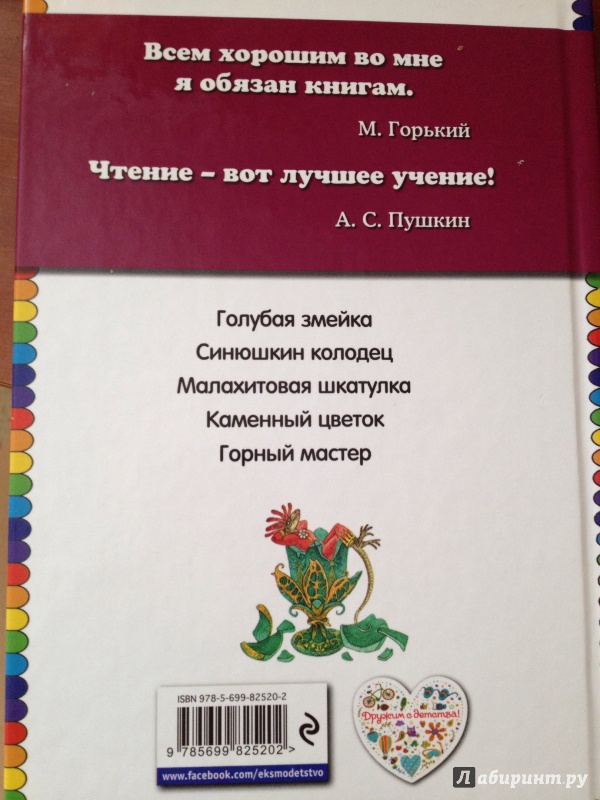 Всем хорошим во мне
я обязан книгам.
М. Горький
Чтение – вот лучшее учение!
А. С. Пушкин
Голубая змейка
Синюшкин колодец
Малахитовая шкатулка
Каменный цветок
Горный мастер
ISBN 978-5-699-82520-2
9 785699 825202 >
www.facebook.com/eksmodetstvo
Дружим с детства!
Лабиринт.ру